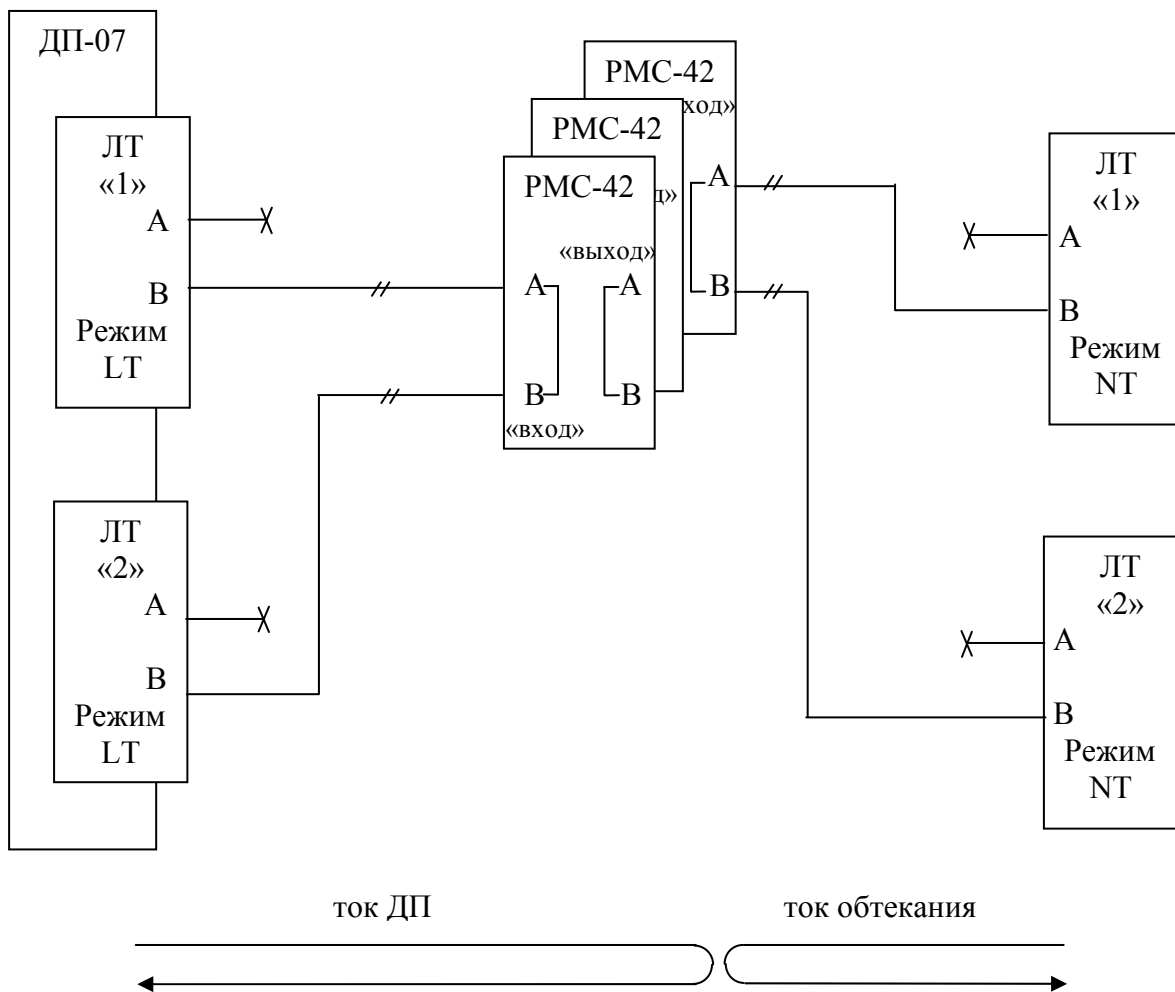 ДП-07
ЛТ
«1»
А
В
Режим
LT
ЛТ
«2»
А
В
Режим
LT
РМС-42
ход»
А
В
РМС-42
д»
РМС-42
«выход»
А
А
В
В
«вход»
ЛТ
«1»
А
В
Режим
NT
ЛТ
«2»
А
В
Режим
NT
ток ДП
ток обтекания